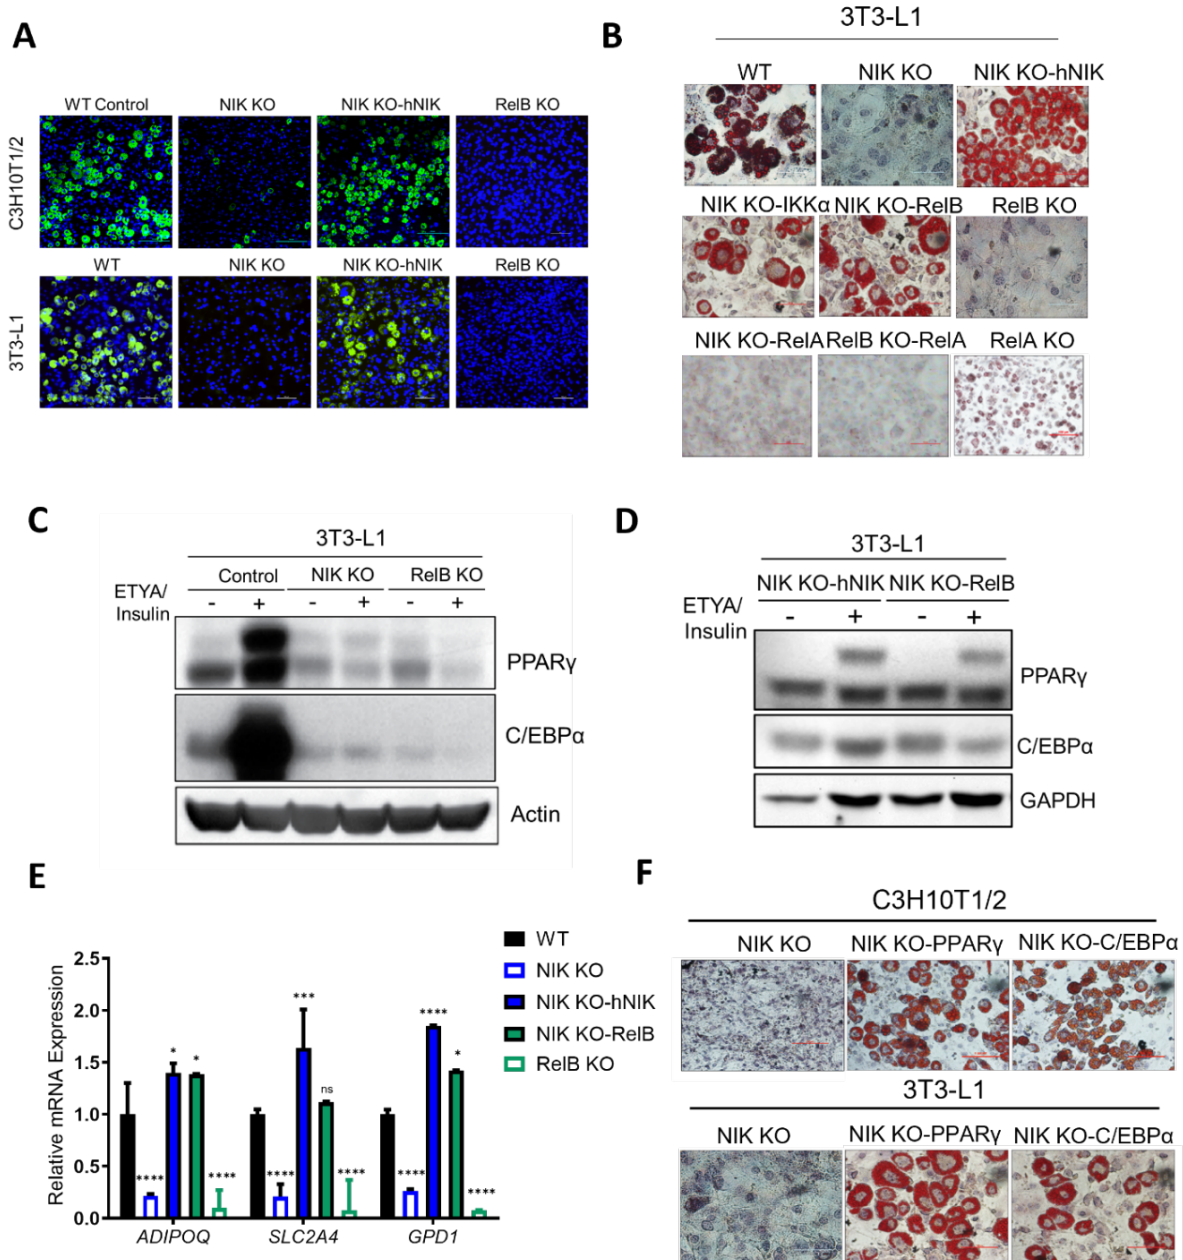 A
WT Control NIK KO NIK KO-hNIK RelB KO
C3H10T1/2
WT NIK KO NIK KO-hNIK RelB KO
3T3-L1
B
3T3-L1
WT NIK KO NIK KO-hNIK
NIK KO-IKKα NIK KO-RelB RelB KO
NIK KO-RelA RelB KO-RelA RelA KO
C
3T3-L1
Control NIK KO RelB KO
ETYA/
Insulin
- + - + - +
PPARγ
C/EBPα
Actin
D
3T3-L1
NIK KO-hNIK NIK KO-RelB
ETYA/
Insulin
- + - +
PPARγ
C/EBPα
GAPDH
E
WT
NIK KO
NIK KO-hNIK
NIK KO-RelB
RelB KO
Relative mRNA Expression
2.5
2.0
1.5
1.0
0.5
0.0
**** * * ****
**** *** ns ****
**** **** * ****
ADIPOQ SLC2A4 GPD1
F
C3H10T1/2
NIK KO NIK KO-PPARγ NIK KO-C/EBPα
3T3-L1
NIK KO NIK KO-PPARγ NIK KO-C/EBPα